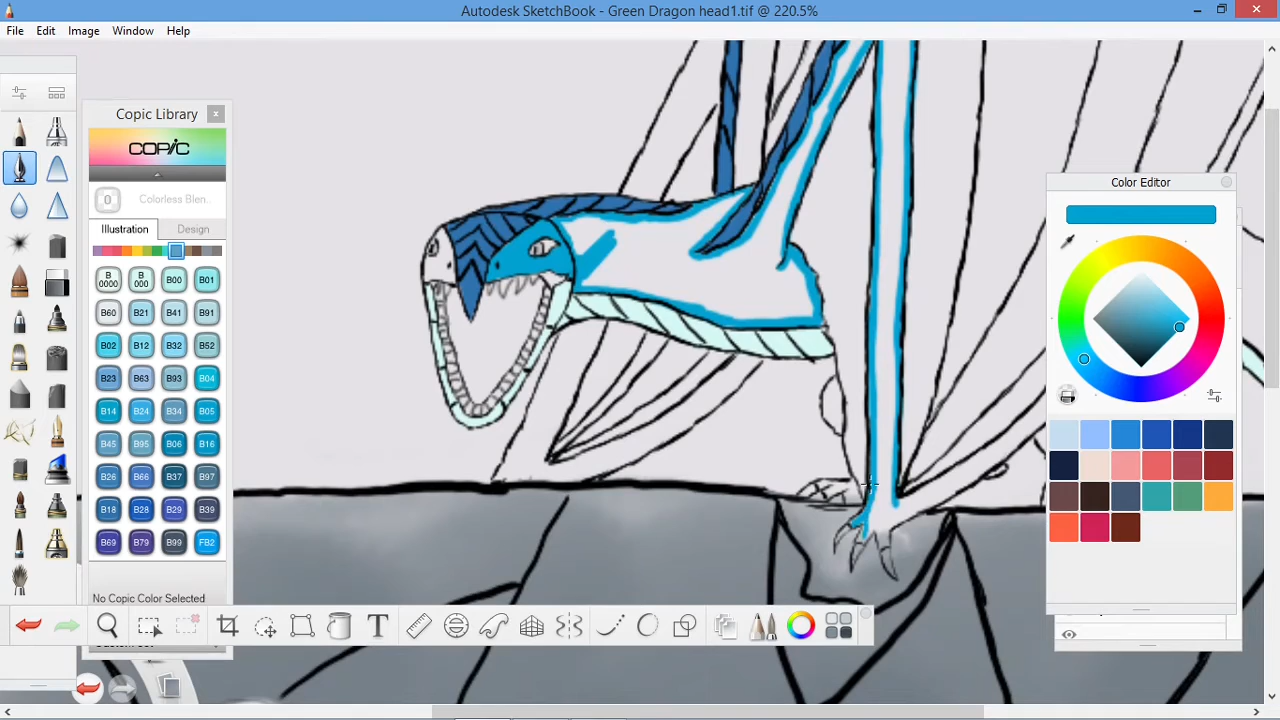 Autodesk SketchBook - Green Dragon head1.tif @ 220.5%
File Edit Image Window Help
Copic Library
COPIC
0 Colorless Blen..
Illustration Design
B 0000 B 000 B00 B01
B60 B21 B41 B91
B02 B12 B32 B52
B23 B63 B93 B04
B14 B24 B34 B05
B45 B95 B06 B16
B26 B66 B37 B97
B18 B28 B29 B39
B69 B79 B99 FB2
No Copic Color Selected
Color Editor
T